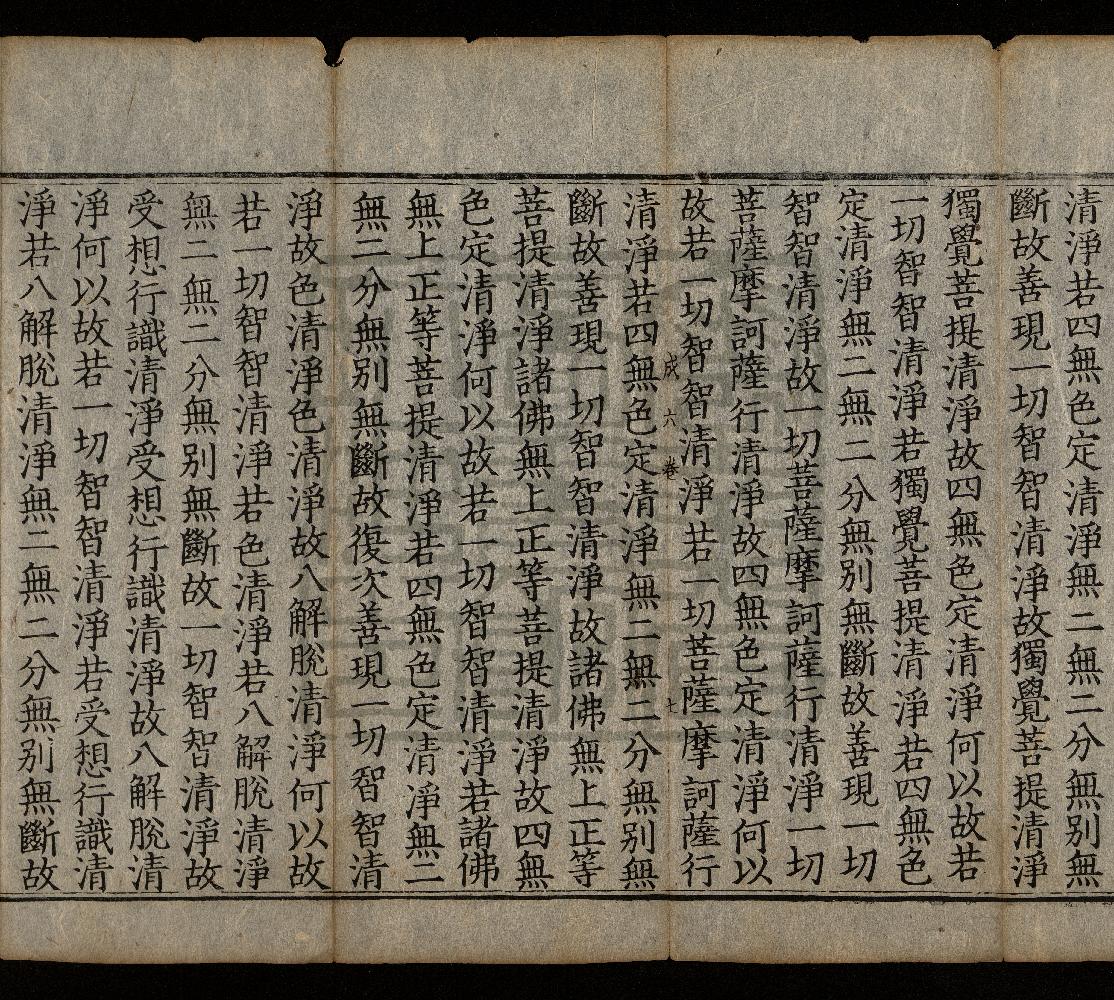 清淨若四無色定清淨無二無二分無別無
斷故善現一切智智清淨故獨覺菩提清淨
獨覺菩提清淨故四無色定清淨何以故若
一切智智清淨若獨覺菩提清淨若四無色
定清淨無二無二分無別無斷故善現一切
智智清淨故一切菩薩摩訶薩行清淨一切
菩薩摩訶薩行清淨故四無色定清淨何以
故若一切智智清淨若一切菩薩摩訶薩行
成六卷 七
清淨若四無色定清淨無二無二分無別無
斷故善現一切智智清淨故諸佛無上正等
菩提清淨諸佛無上正等菩提清淨故四無
色定清淨何以故若一切智智清淨若諸佛
無上正等菩提清淨若四無色定清淨無二
無二分無別無斷故復次善現一切智智清
淨故色清淨色清淨故八解脫清淨何以故
若一切智智清淨若色清淨若八解脫清淨
無二無二分無別無斷故一切智智清淨故
受想行識清淨受想行識清淨故八解脫清
淨何以故若一切智智清淨若受想行識清
淨若八解脫清淨無二無二分無別無斷故